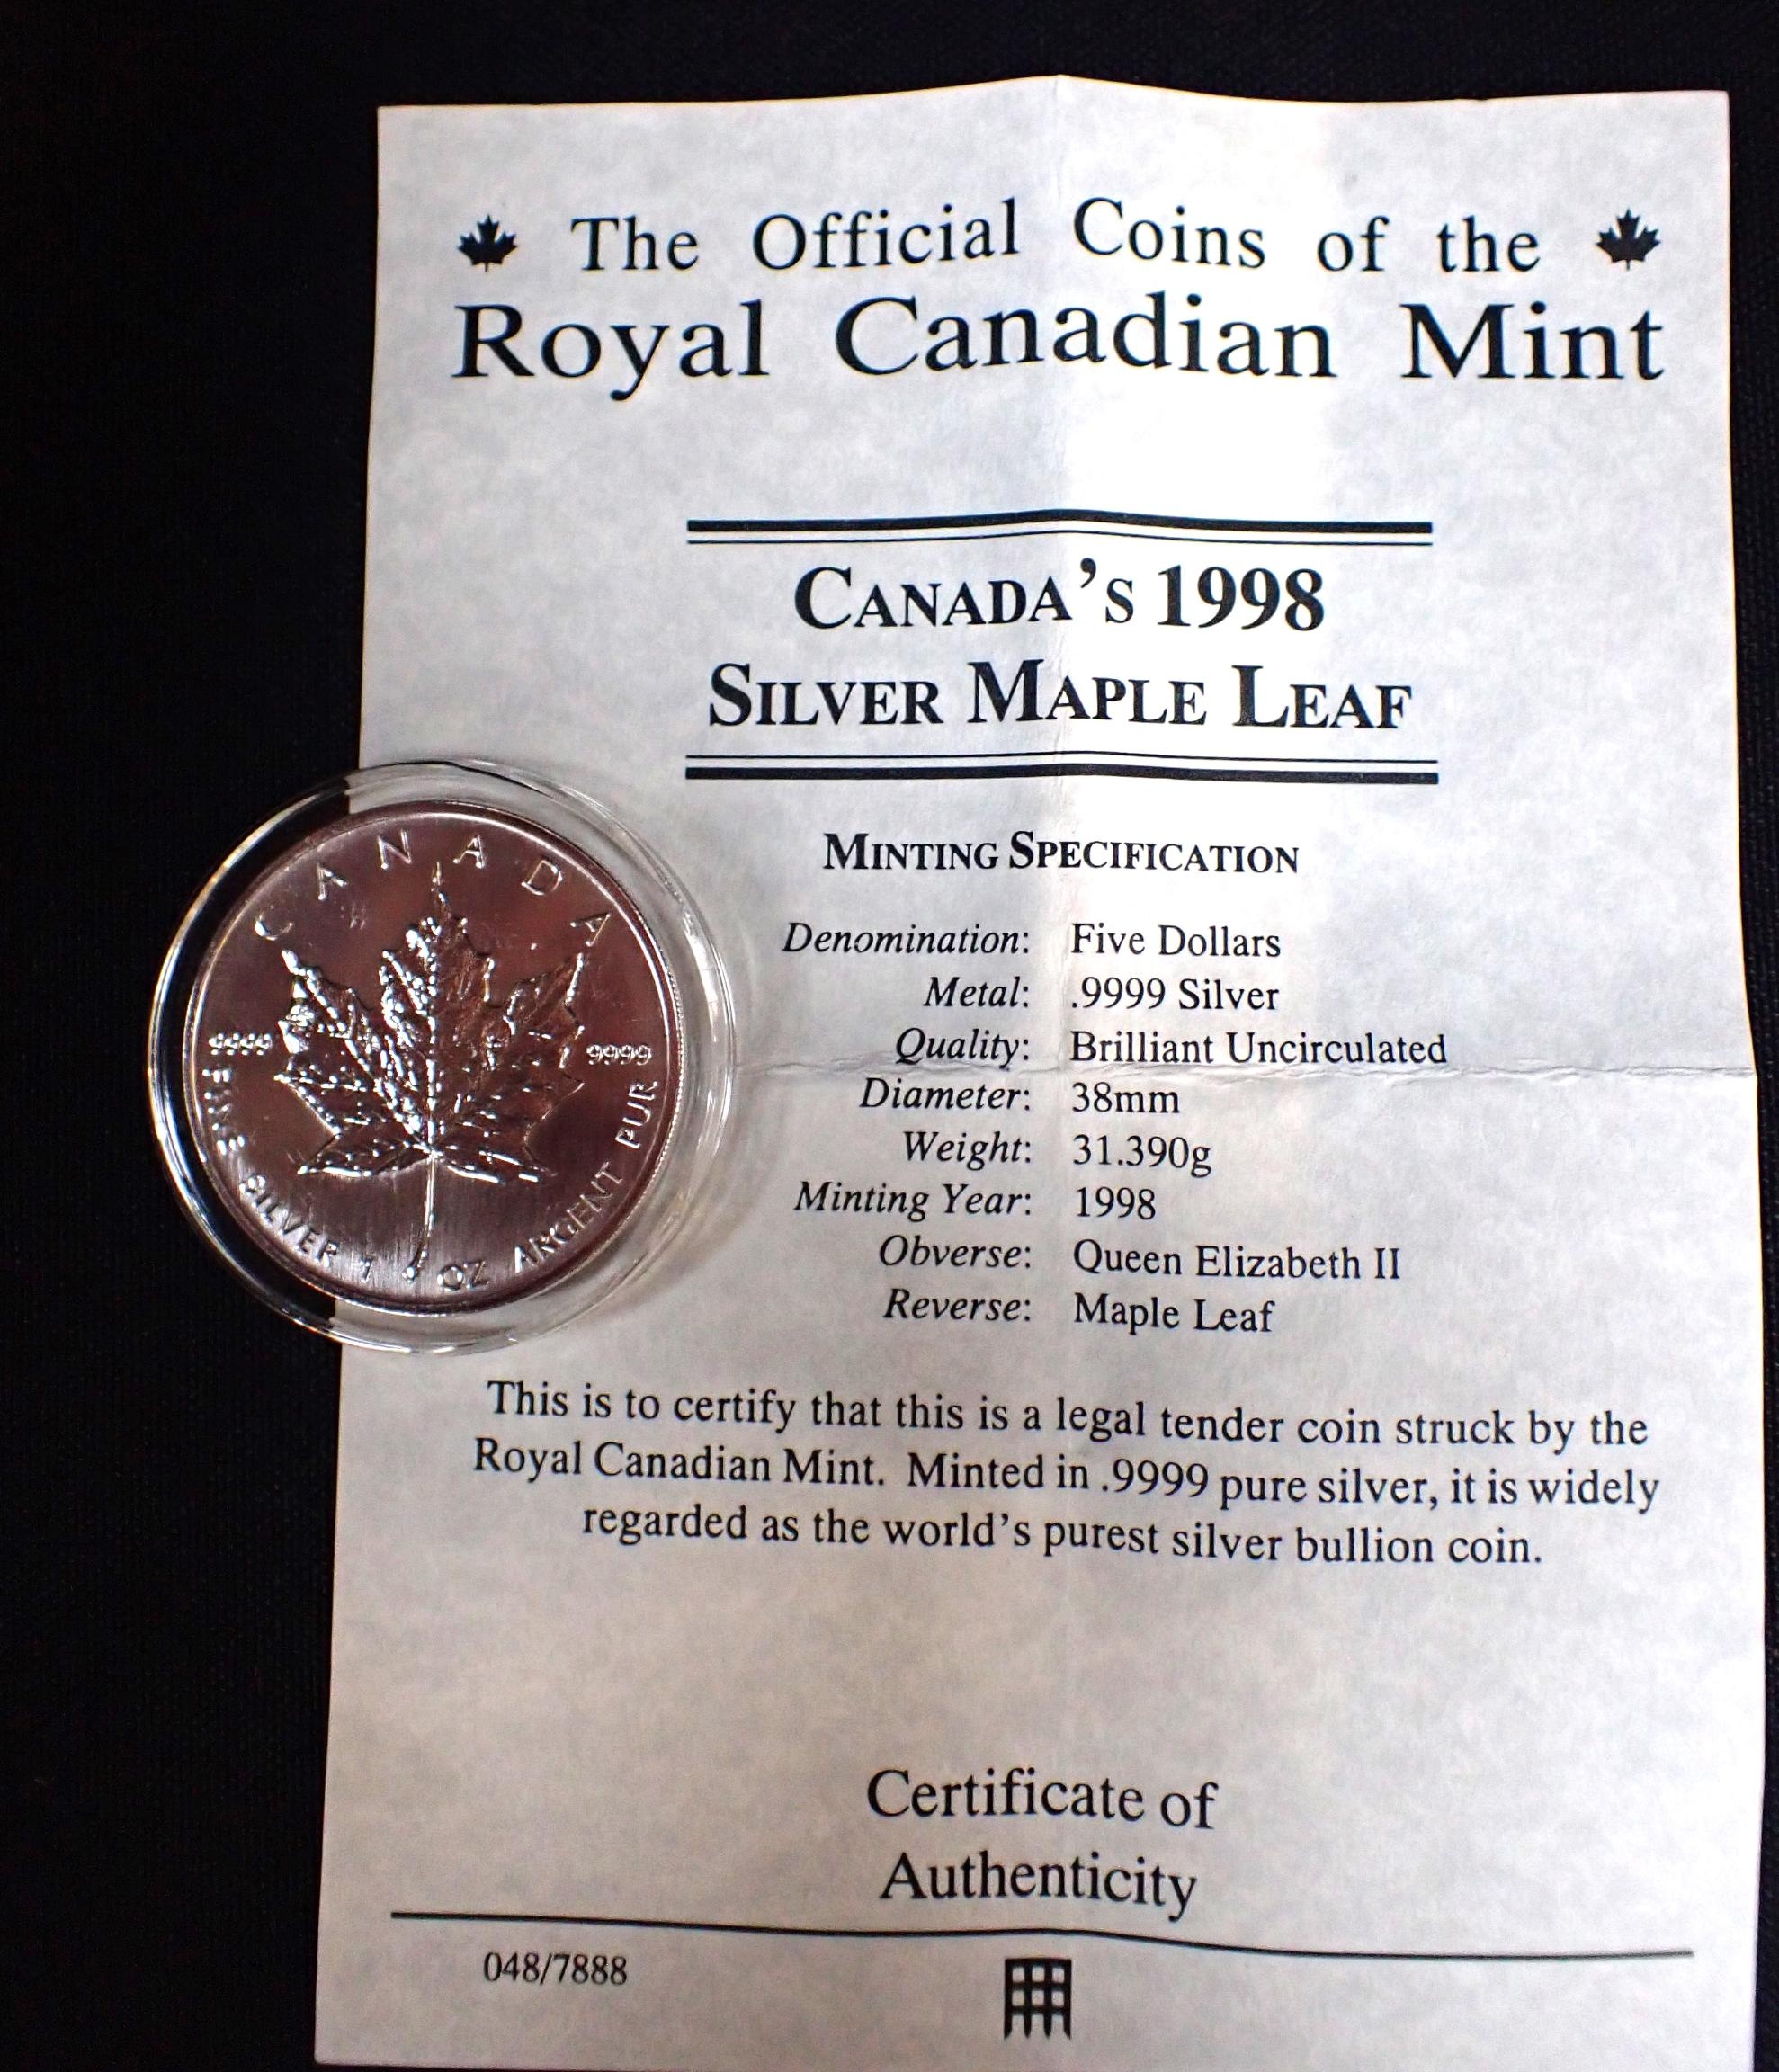 The Official Coins of the
Royal Canadian Mint
CANADA'S 1998
SILVER MAPLE LEAF
MINTING SPECIFICATION
Denomination: Five Dollars
Metal: .9999 Silver
Quality: Brilliant Uncirculated
Diameter: 38mm
Weight: 31.390g
Minting Year: 1998
Obverse: Queen Elizabeth II
Reverse: Maple Leaf
CANADA
9999 9999
FINE SILVER 1 OZ ARGENT PUR
This is to certify that this is a legal tender coin struck by the
Royal Canadian Mint. Minted in .9999 pure silver, it is widely
regarded as the world's purest silver bullion coin.
Certificate of
Authenticity
048/7888